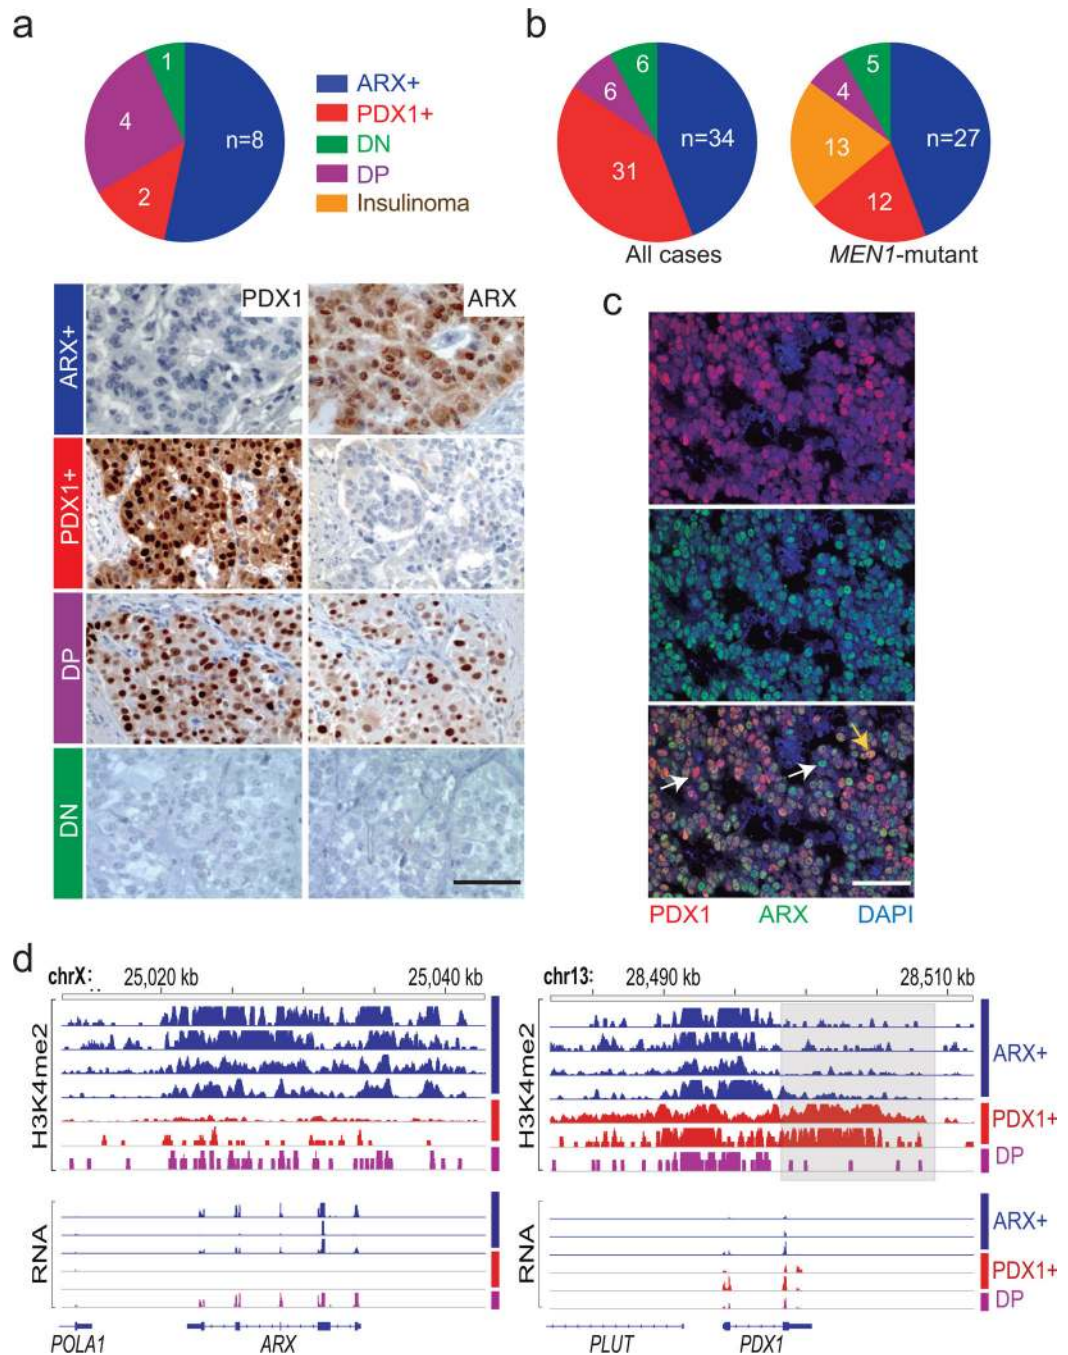 a
1
4
2
n=8
ARX+
PDX1+
DN
DP
Insulinoma
b
6
6
31
n=34
All cases
5
4
13
12
n=27
MEN1-mutant
PDX1
ARX
ARX+
PDX1+
DP
DN
c
PDX1 ARX DAPI
d
chrX: 25,020 kb 25,040 kb
H3K4me2
RNA
POLA1 ARX
chr13: 28,490 kb 28,510 kb
H3K4me2
ARX+
PDX1+
DP
RNA
ARX+
PDX1+
DP
PLUT PDX1